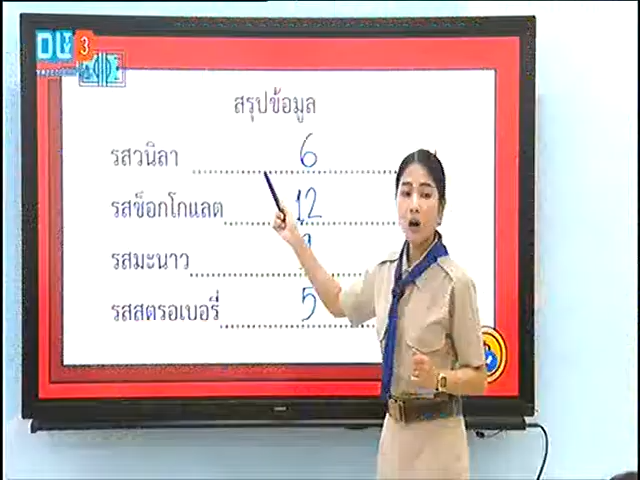 DLTV 3
สรุปข้อมูล
รสวนิลา 6
รสช็อกโกแลต 12
รสมะนาว
รสสตรอเบอรี่ 5